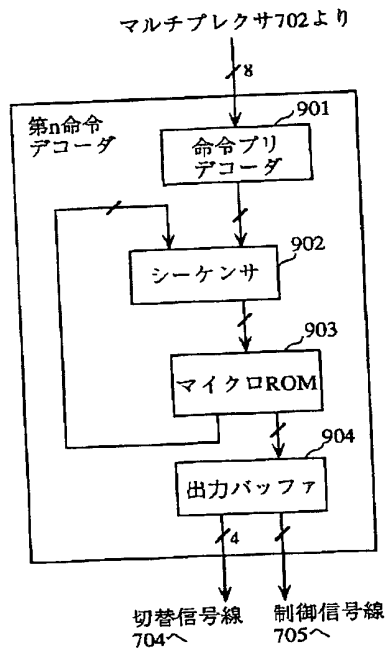 マルチプレクサ702より
8
第n命令
デコーダ
901
命令プリ
デコーダ
902
シーケンサ
903
マイクロROM
904
出力バッファ
4
切替信号線
704へ
制御信号線
705へ